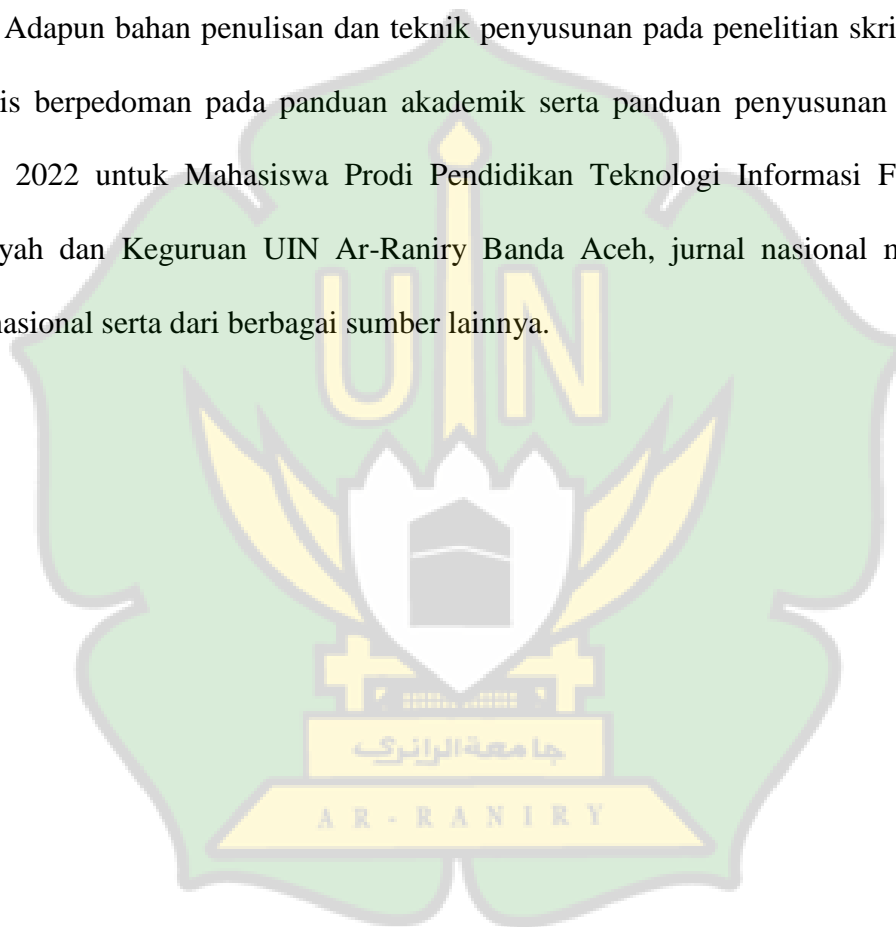 Adapun bahan penulisan dan teknik penyusunan pada penelitian skri
is berpedoman pada panduan akademik serta panduan penyusunan
2022 untuk Mahasiswa Prodi Pendidikan Teknologi Informasi F
yah dan Keguruan UIN Ar-Raniry Banda Aceh, jurnal nasional m
nasional serta dari berbagai sumber lainnya.
UIN
جامعة الرانري
AR-RANIRY